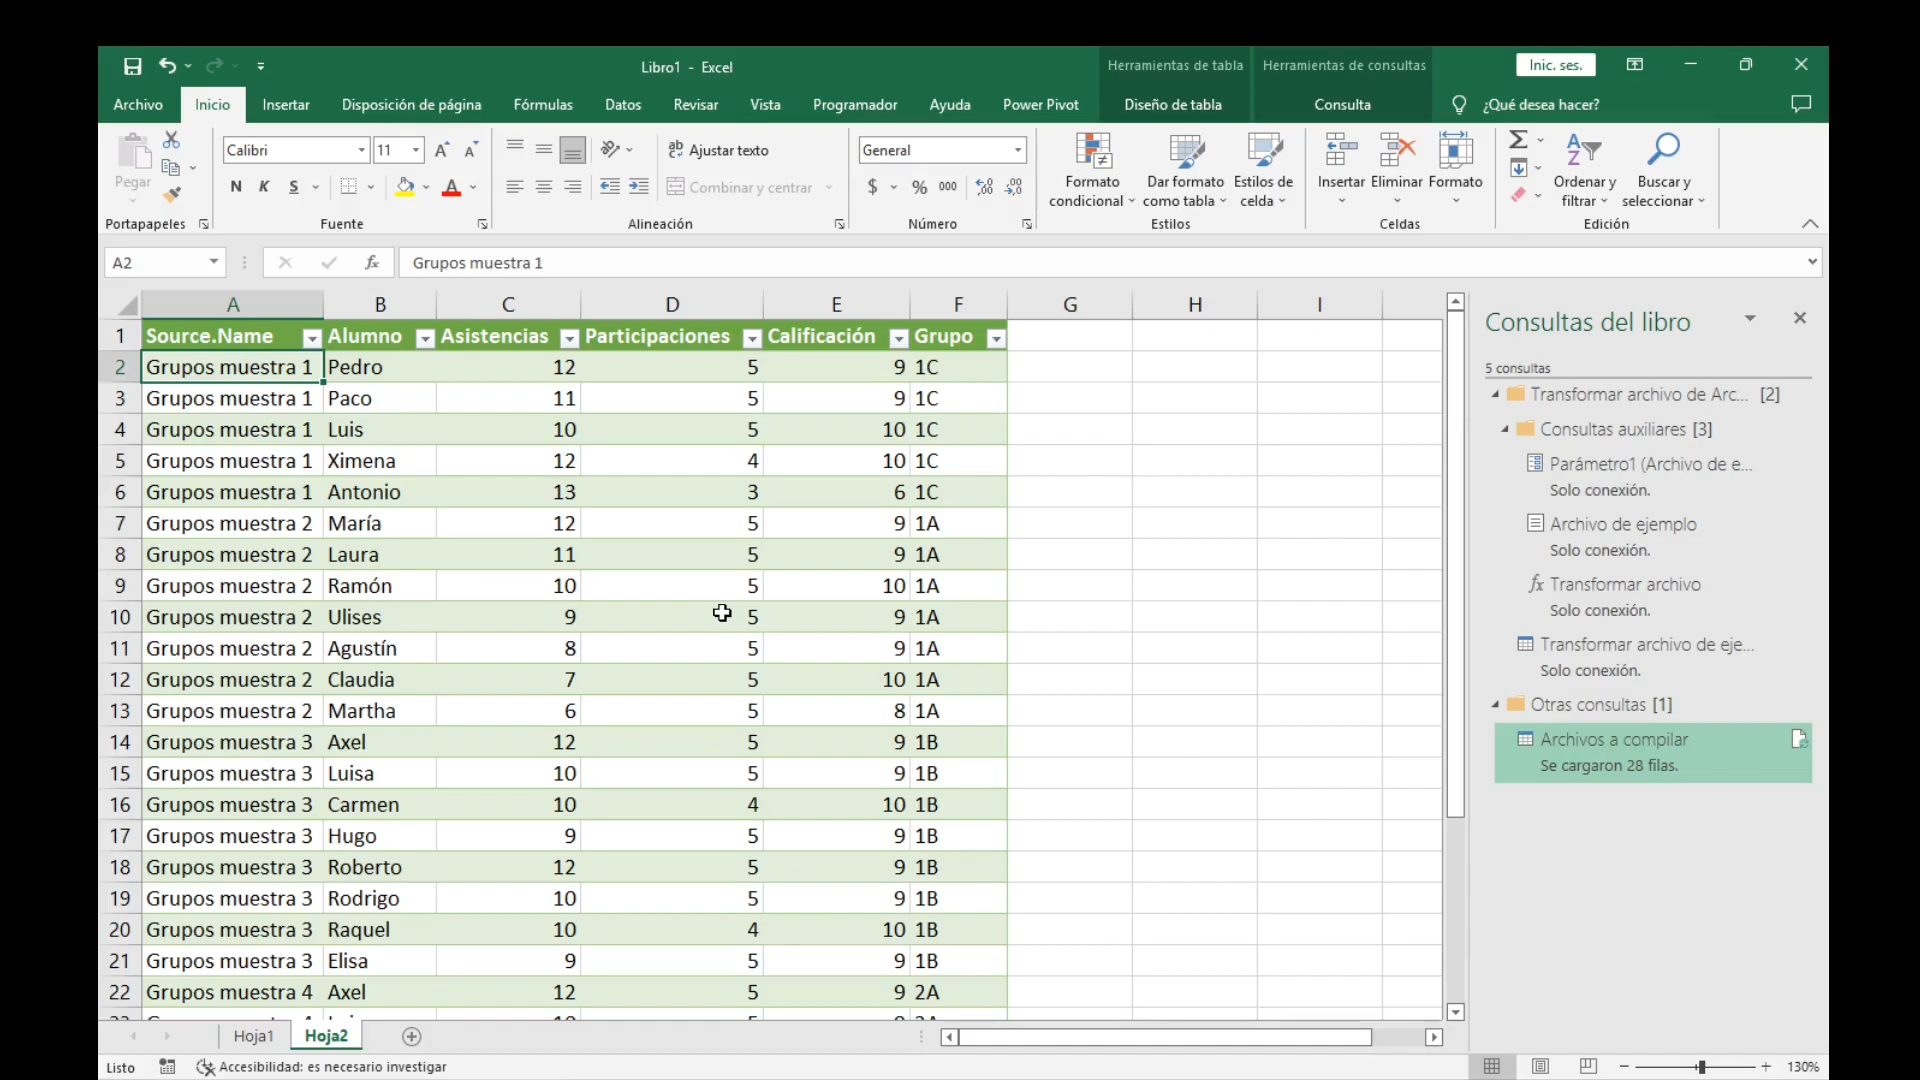 Libro1 - Excel
Herramientas de tabla
Herramientas de consultas
Inic. ses.
Archivo
Inicio
Insertar
Disposición de página
Fórmulas
Datos
Revisar
Vista
Programador
Ayuda
Power Pivot
Diseño de tabla
Consulta
¿Qué desea hacer?
Pegar
Portapapeles
Calibri
11
N K S
Fuente
Ajustar texto
Combinar y centrar
Alineación
General
$ % 000
Número
Formato condicional
Dar formato como tabla
Estilos de celda
Estilos
Insertar
Eliminar
Formato
Celdas
Ordenar y filtrar
Buscar y seleccionar
Edición
A2
fx
Grupos muestra 1
A B C D E F G H I
1 Source.Name Alumno Asistencias Participaciones Calificación Grupo
2 Grupos muestra 1 Pedro 12 5 9 1C
3 Grupos muestra 1 Paco 11 5 9 1C
4 Grupos muestra 1 Luis 10 5 10 1C
5 Grupos muestra 1 Ximena 12 4 10 1C
6 Grupos muestra 1 Antonio 13 3 6 1C
7 Grupos muestra 2 María 12 5 9 1A
8 Grupos muestra 2 Laura 11 5 9 1A
9 Grupos muestra 2 Ramón 10 5 10 1A
10 Grupos muestra 2 Ulises 9 5 9 1A
11 Grupos muestra 2 Agustín 8 5 9 1A
12 Grupos muestra 2 Claudia 7 5 10 1A
13 Grupos muestra 2 Martha 6 5 8 1A
14 Grupos muestra 3 Axel 12 5 9 1B
15 Grupos muestra 3 Luisa 10 5 9 1B
16 Grupos muestra 3 Carmen 10 4 10 1B
17 Grupos muestra 3 Hugo 9 5 9 1B
18 Grupos muestra 3 Roberto 12 5 9 1B
19 Grupos muestra 3 Rodrigo 10 5 9 1B
20 Grupos muestra 3 Raquel 10 4 10 1B
21 Grupos muestra 3 Elisa 9 5 9 1B
22 Grupos muestra 4 Axel 12 5 9 2A
Consultas del libro
5 consultas
Transformar archivo de Arc... [2]
Consultas auxiliares [3]
Parámetro1 (Archivo de e...
Solo conexión.
Archivo de ejemplo
Solo conexión.
fx Transformar archivo
Solo conexión.
Transformar archivo de eje...
Solo conexión.
Otras consultas [1]
Archivos a compilar
Se cargaron 28 filas.
Hoja1
Hoja2
Listo
Accesibilidad: es necesario investigar
130%